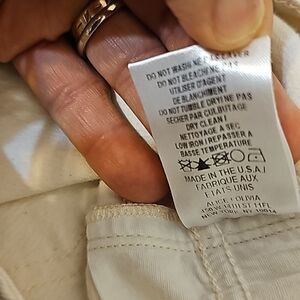 DO NOT WASH/NE PAS LAVER
DO NOT BLEACH/NE PAS
UTILISER D'AGENT
DE BLANCHIMENT
DO NOT TUMBLE DRY/NE PAS
SECHER PAR CULBUTAGE
DRY CLEAN/
NETTOYAGE A SEC
LOW IRON/REPASSER A
BASSE TEMPERATURE
MADE IN THE U.S.A./
FABRIQUE AUX
ETATS UNIS
ALICE+OLIVIA
NEW YORK, NY 10014